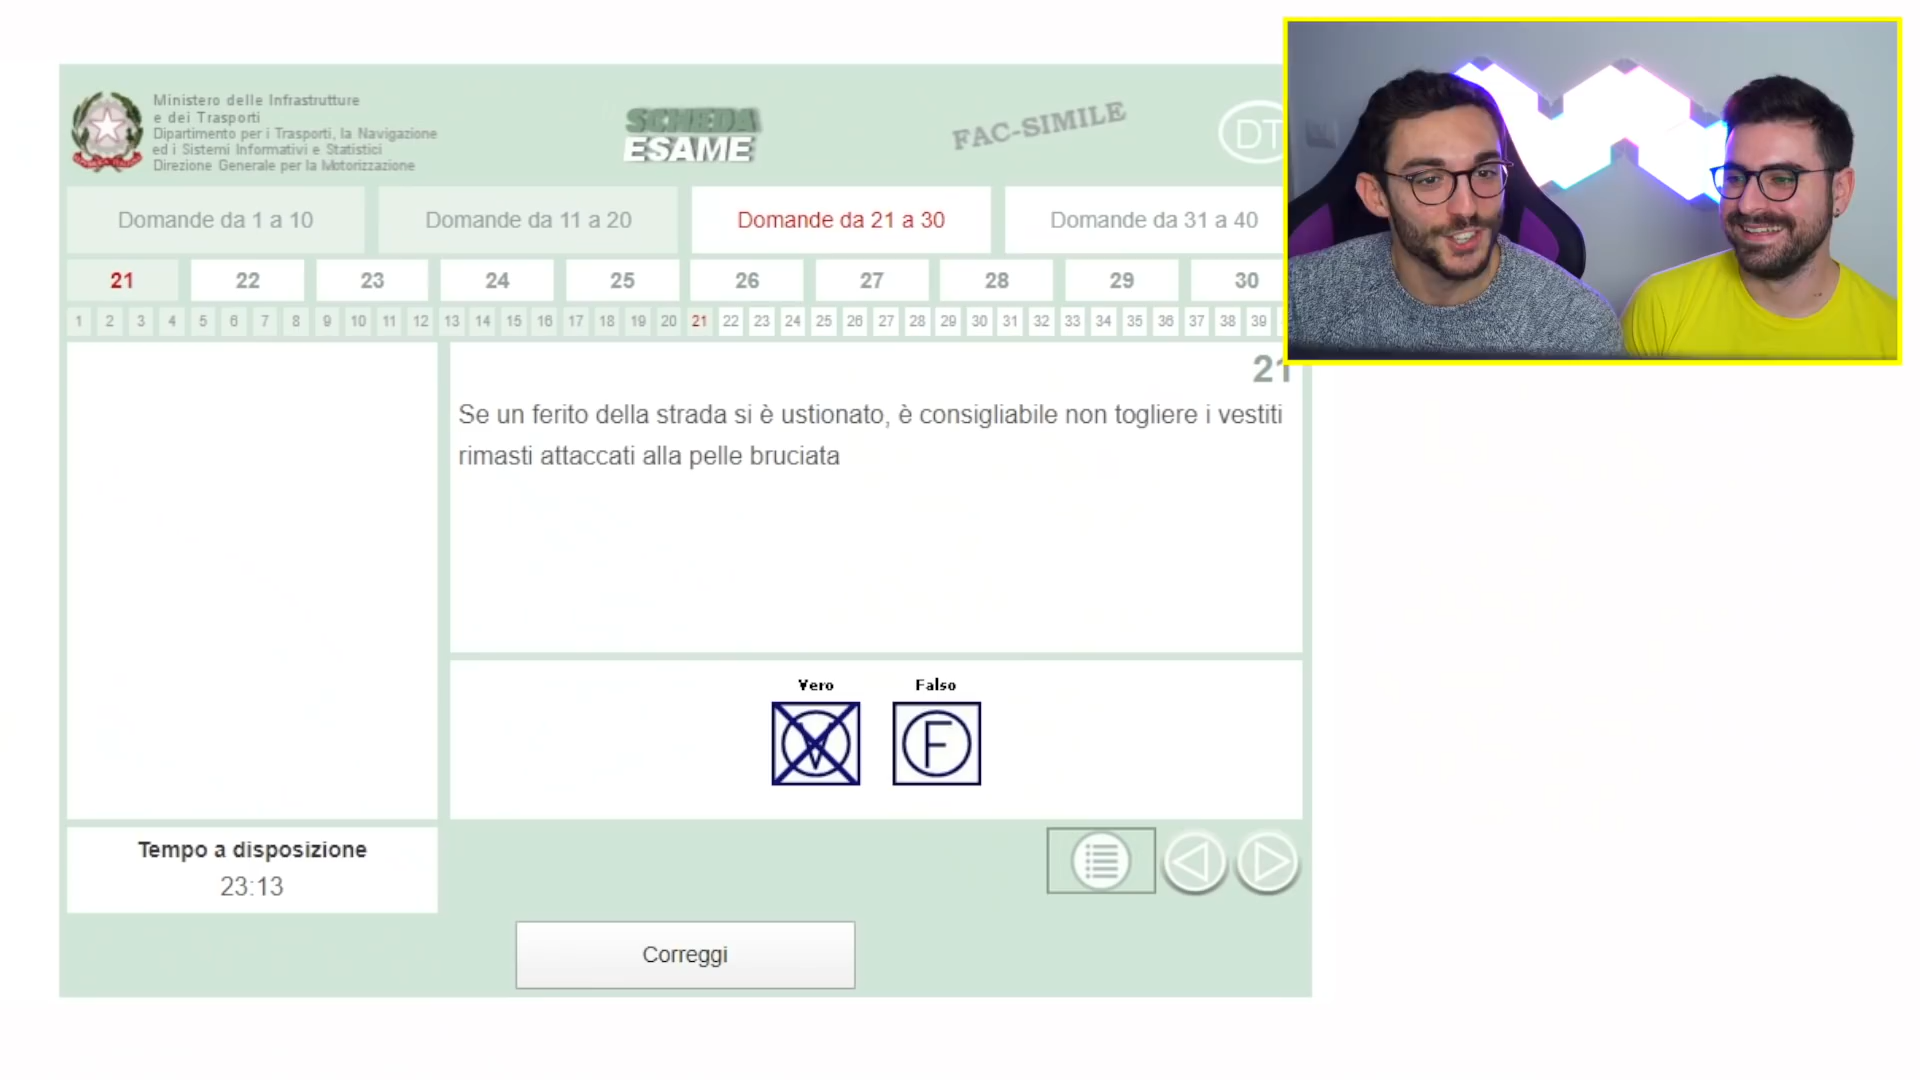 Ministero delle Infrastrutture
e dei Trasporti
Dipartimento per i Trasporti, la Navigazione
ed i Sistemi Informativi e Statistici
Direzione Generale per la Motorizzazione
SCHEDA
ESAME
FAC-SIMILE
DT
Domande da 1 a 10 Domande da 11 a 20 Domande da 21 a 30 Domande da 31 a 40
21 22 23 24 25 26 27 28 29 30
1 2 3 4 5 6 7 8 9 10 11 12 13 14 15 16 17 18 19 20 21 22 23 24 25 26 27 28 29 30 31 32 33 34 35 36 37 38 39
21
Se un ferito della strada si è ustionato, è consigliabile non togliere i vestiti
rimasti attaccati alla pelle bruciata
Vero Falso
V F
Tempo a disposizione
23:13
Correggi